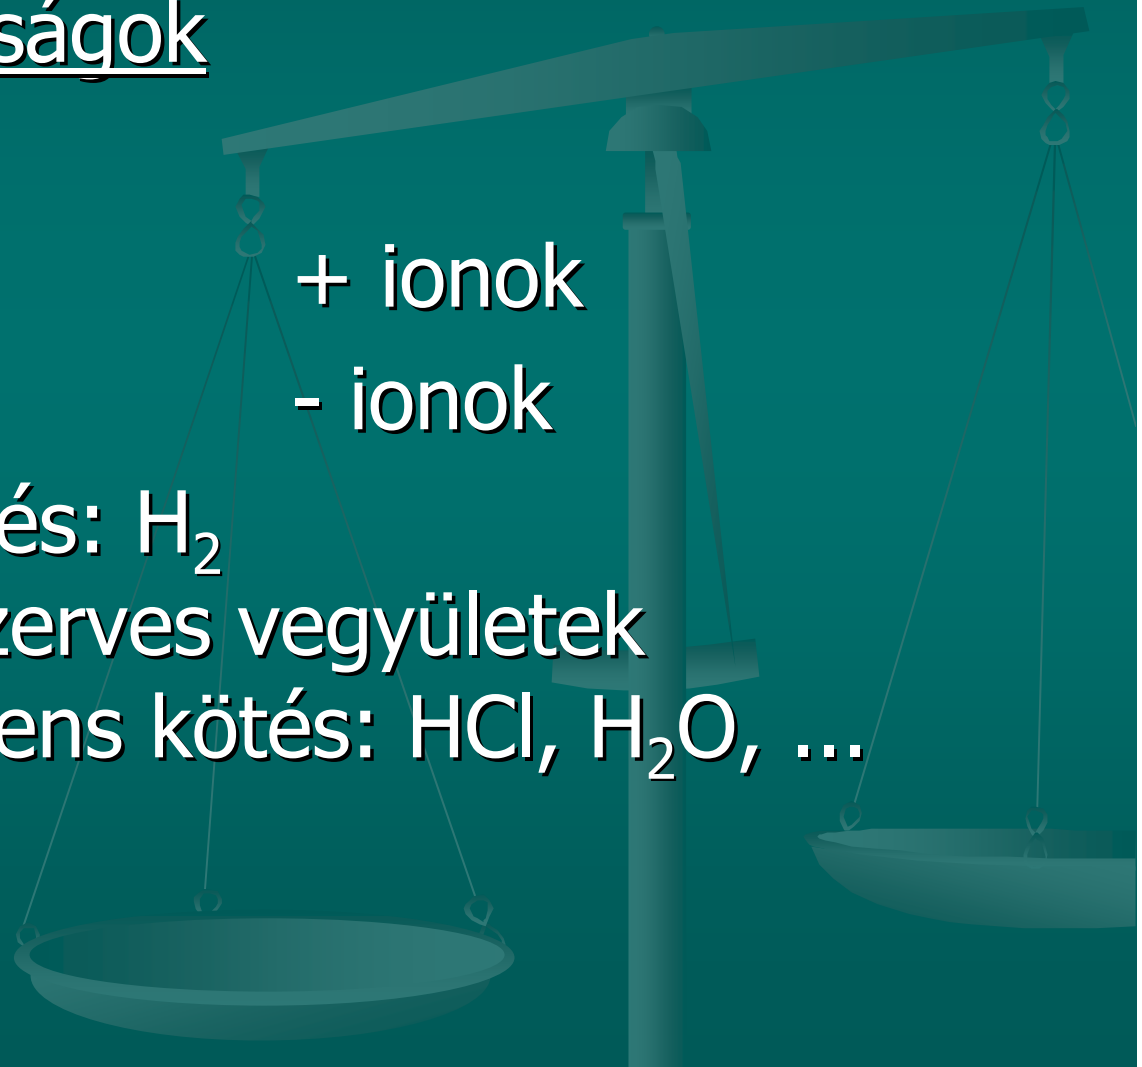 ságok
+ ionok
- ionok
és: H₂
zerves vegyületek
ens kötés: HCl, H₂O, ...